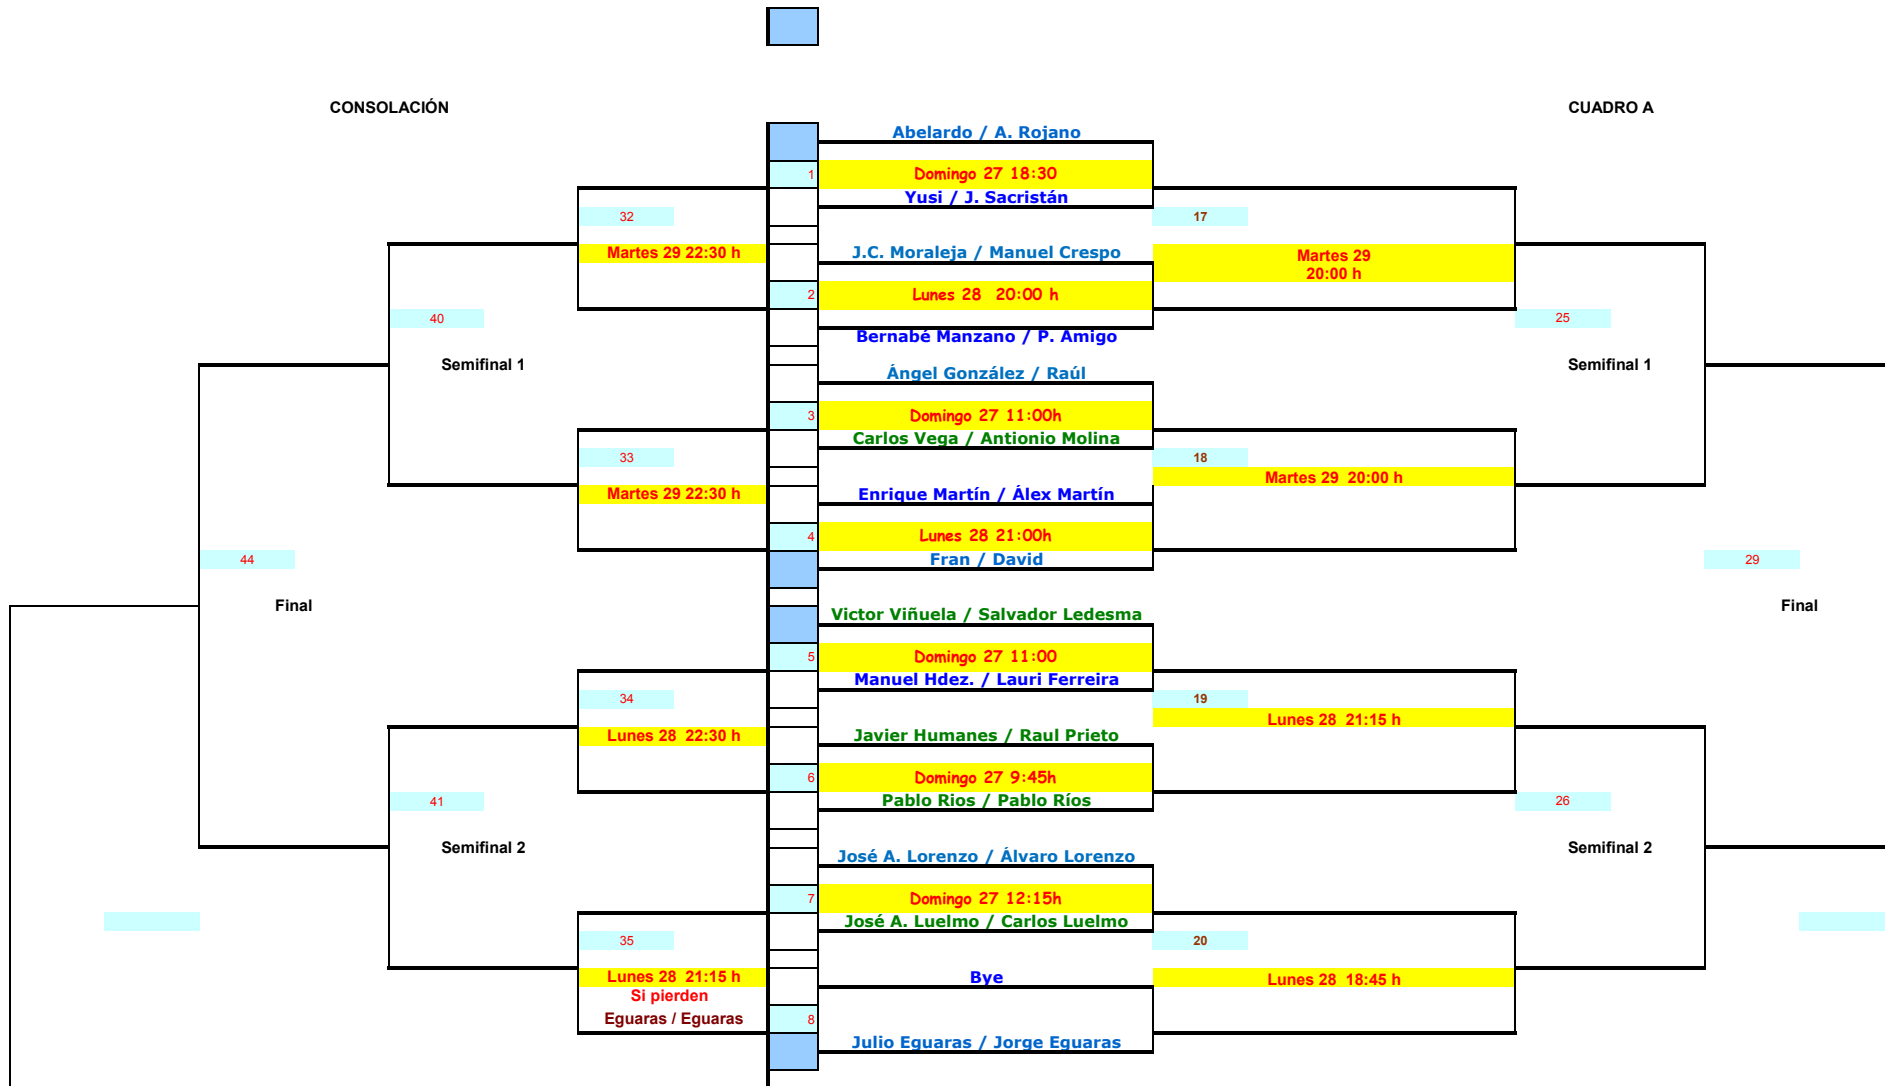 CONSOLACIÓN
CUADRO A
Abelardo / A. Rojano
1
Domingo 27 18:30
Yusi / J. Sacristán
32
17
Martes 29 22:30 h
J.C. Moraleja / Manuel Crespo
Martes 29
20:00 h
2
Lunes 28 20:00 h
40
25
Bernabé Manzano / P. Amigo
Semifinal 1
Semifinal 1
Ángel González / Raúl
3
Domingo 27 11:00h
Carlos Vega / Antionio Molina
33
18
Martes 29 20:00 h
Martes 29 22:30 h
Enrique Martín / Álex Martín
4
Lunes 28 21:00h
44
Fran / David
29
Final
Final
Victor Viñuela / Salvador Ledesma
5
Domingo 27 11:00
Manuel Hdez. / Lauri Ferreira
34
19
Lunes 28 21:15 h
Lunes 28 22:30 h
Javier Humanes / Raul Prieto
6
Domingo 27 9:45h
41
Pablo Rios / Pablo Ríos
26
Semifinal 2
Semifinal 2
José A. Lorenzo / Álvaro Lorenzo
7
Domingo 27 12:15h
José A. Luelmo / Carlos Luelmo
35
20
Lunes 28 21:15 h
Bye
Lunes 28 18:45 h
Si pierden
Eguaras / Eguaras
8
Julio Eguaras / Jorge Eguaras